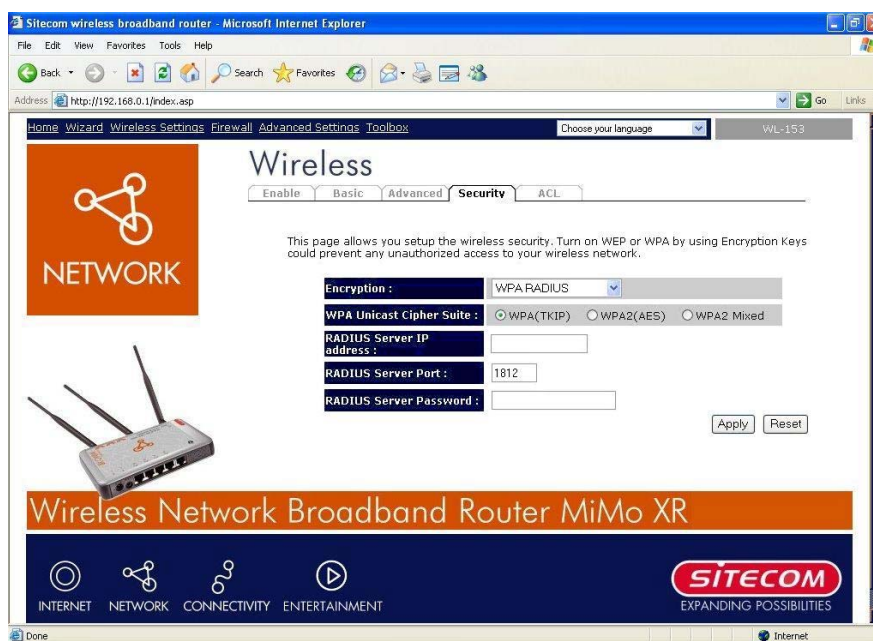 Sitecom wireless broadband router - Microsoft Internet Explorer
File Edit View Favorites Tools Help
Back Search Favorites
Address http://192.168.0.1/index.asp Go Links
Home Wizard Wireless Settings Firewall Advanced Settings Toolbox Choose your language WL-153
Wireless
Enable Basic Advanced Security ACL
This page allows you setup the wireless security. Turn on WEP or WPA by using Encryption Keys
could prevent any unauthorized access to your wireless network.
NETWORK
Encryption : WPA RADIUS
WPA Unicast Cipher Suite : WPA(TKIP) WPA2(AES) WPA2 Mixed
RADIUS Server IP
address :
RADIUS Server Port : 1812
RADIUS Server Password :
Apply Reset
Wireless Network Broadband Router MiMo XR
INTERNET NETWORK CONNECTIVITY ENTERTAINMENT
SITECOM
EXPANDING POSSIBILITIES
Done Internet